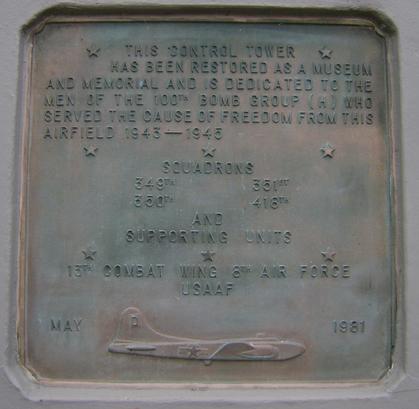 THIS CONTROL TOWER
HAS BEEN RESTORED AS A MUSEUM
AND MEMORIAL AND IS DEDICATED TO THE
MEN OF THE 100TH BOMB GROUP (H) WHO
SERVED THE CAUSE OF FREEDOM FROM THIS
AIRFIELD 1943—1945
SQUADRONS
349TH 351ST
350TH 418TH
AND
SUPPORTING UNITS
13TH COMBAT WING 8TH AIR FORCE
USAAF
MAY 1981
D